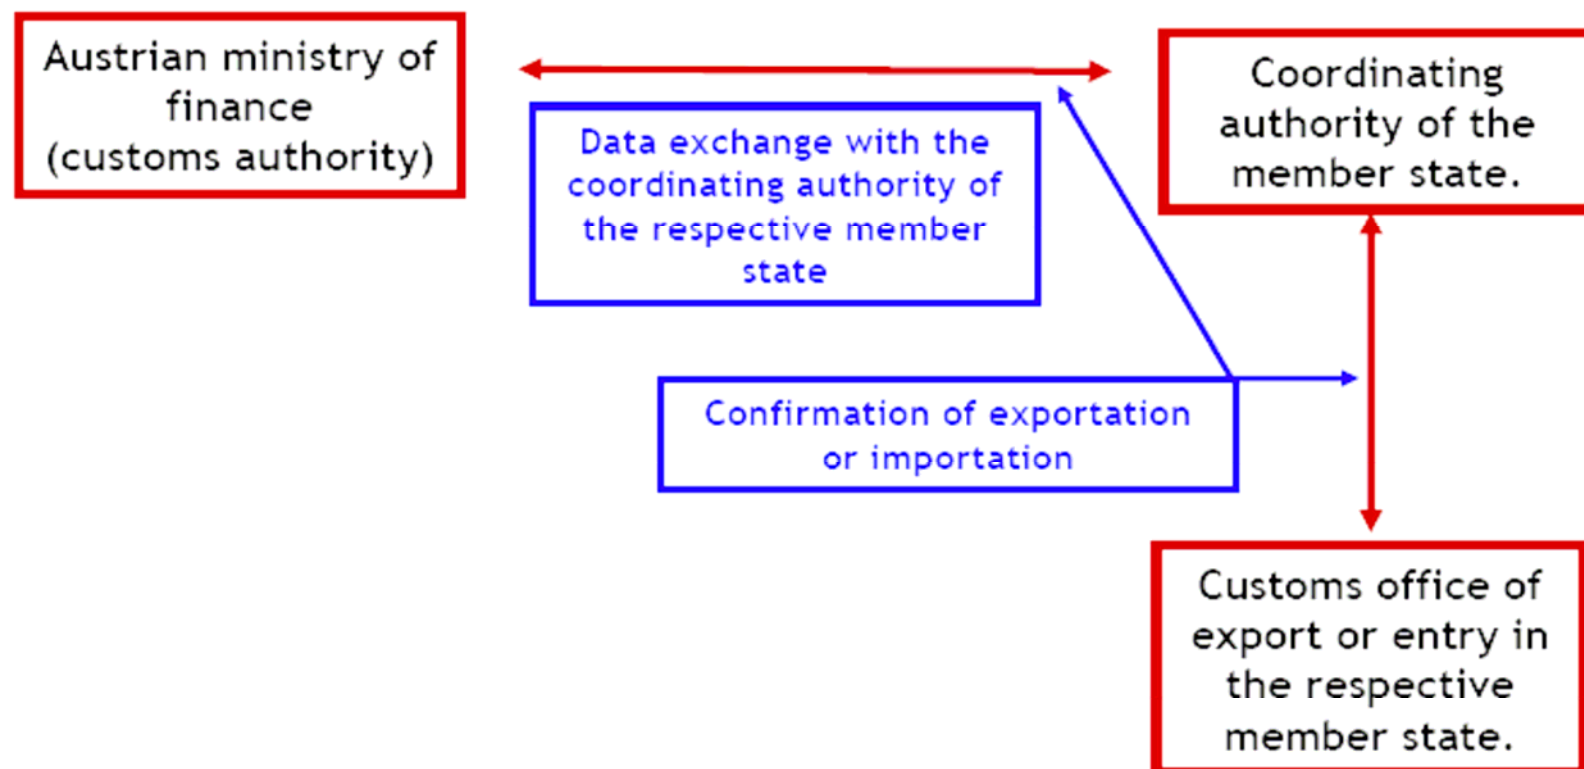 Austrian ministry of
finance
(customs authority)
Data exchange with the
coordinating authority of
the respective member
state
Coordinating
authority of the
member state.
Confirmation of exportation
or importation
Customs office of
export or entry in
the respective
member state.